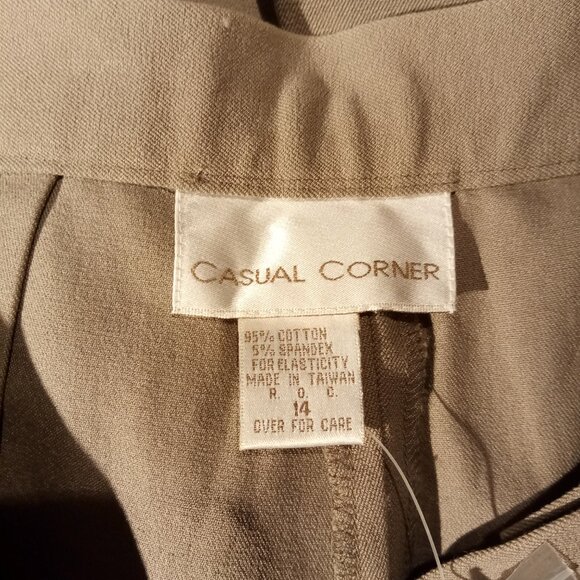 CASUAL CORNER
95% COTTON
5% SPANDEX
FOR ELASTICITY
MADE IN TAIWAN
R. O. C.
14
OVER FOR CARE